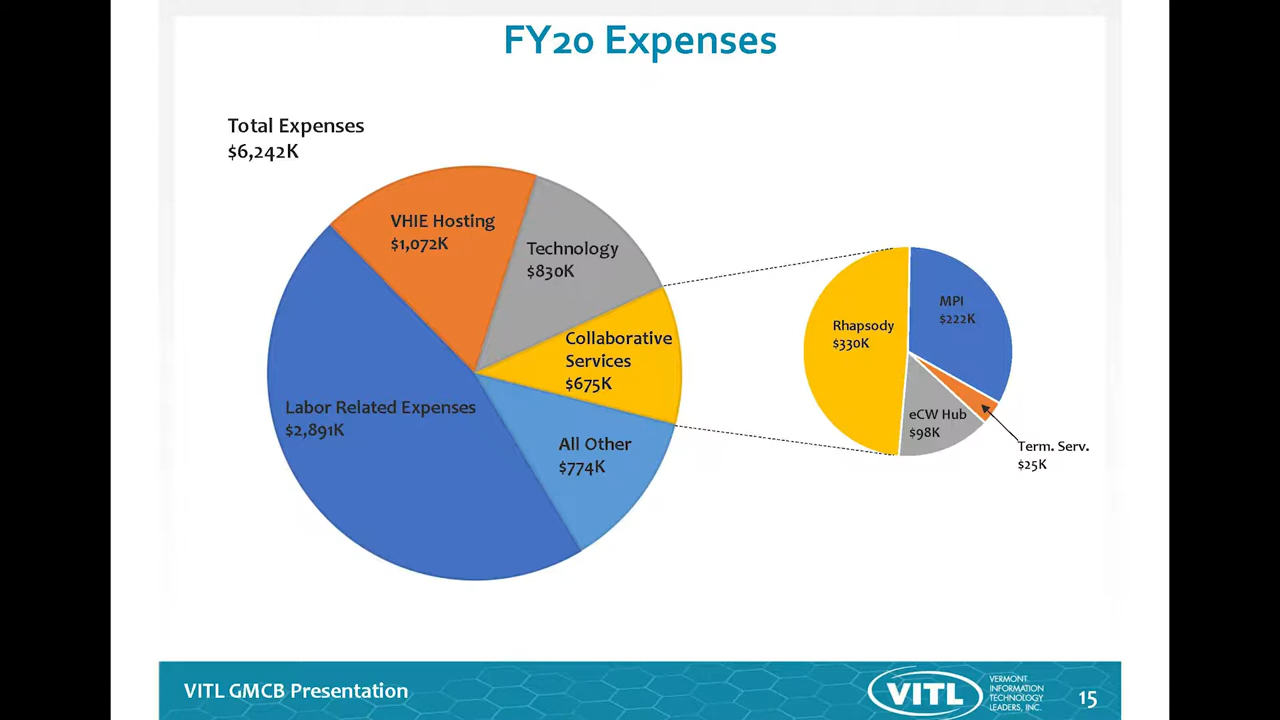 FY20 Expenses
Total Expenses
$6,242K
VHIE Hosting
$1,072K
Technology
$830K
Collaborative
Services
$675K
Labor Related Expenses
$2,891K
All Other
$774K
MPI
$222K
Rhapsody
$330K
eCW Hub
$98K
Term. Serv.
$25K
VITL GMCB Presentation
VITL
VERMONT
INFORMATION
TECHNOLOGY
LEADERS, INC.
15